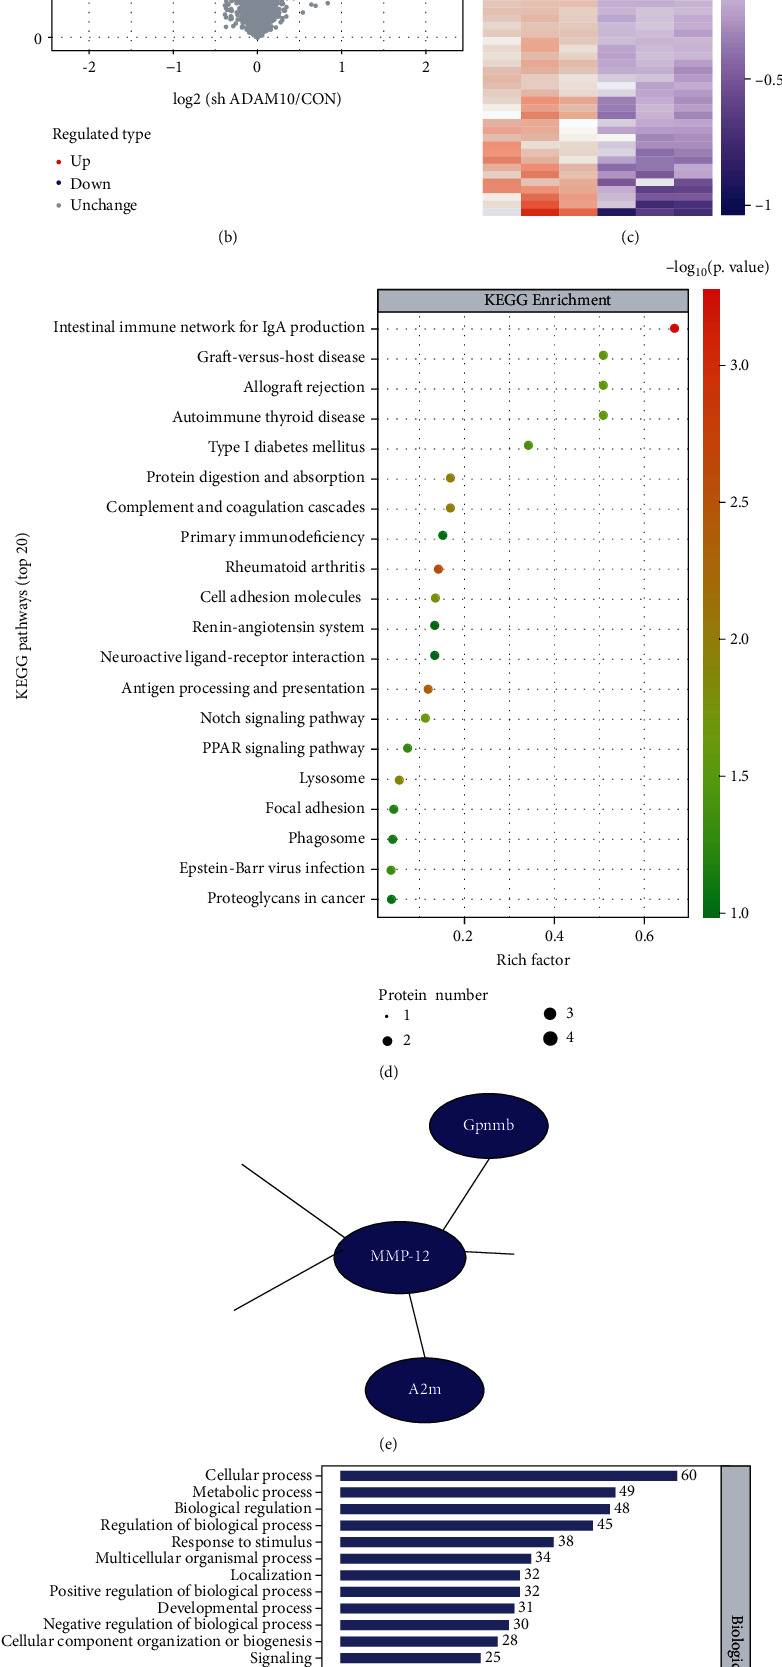 0
-2 −1 0 1 2
log2 (sh ADAM10/CON)
Regulated type
Up
Down
Unchange
(b)
−0.5
−1
(c)
−log10(p. value)
KEGG Enrichment
KEGG pathways (top 20)
Intestinal immune network for IgA production
Graft-versus-host disease
Allograft rejection
Autoimmune thyroid disease
Type I diabetes mellitus
Protein digestion and absorption
Complement and coagulation cascades
Primary immunodeficiency
Rheumatoid arthritis
Cell adhesion molecules
Renin-angiotensin system
Neuroactive ligand-receptor interaction
Antigen processing and presentation
Notch signaling pathway
PPAR signaling pathway
Lysosome
Focal adhesion
Phagosome
Epstein-Barr virus infection
Proteoglycans in cancer
3.0
2.5
2.0
1.5
1.0
0.2 0.4 0.6
Rich factor
Protein number
1 3
2 4
(d)
Gpnmb
MMP-12
A2m
(e)
Cellular process 60
Metabolic process 49
Biological regulation 48
Regulation of biological process 45
Response to stimulus 38
Multicellular organismal process 34
Localization 32
Positive regulation of biological process 32
Developmental process 31
Negative regulation of biological process 30
Cellular component organization or biogenesis 28
Signaling 25